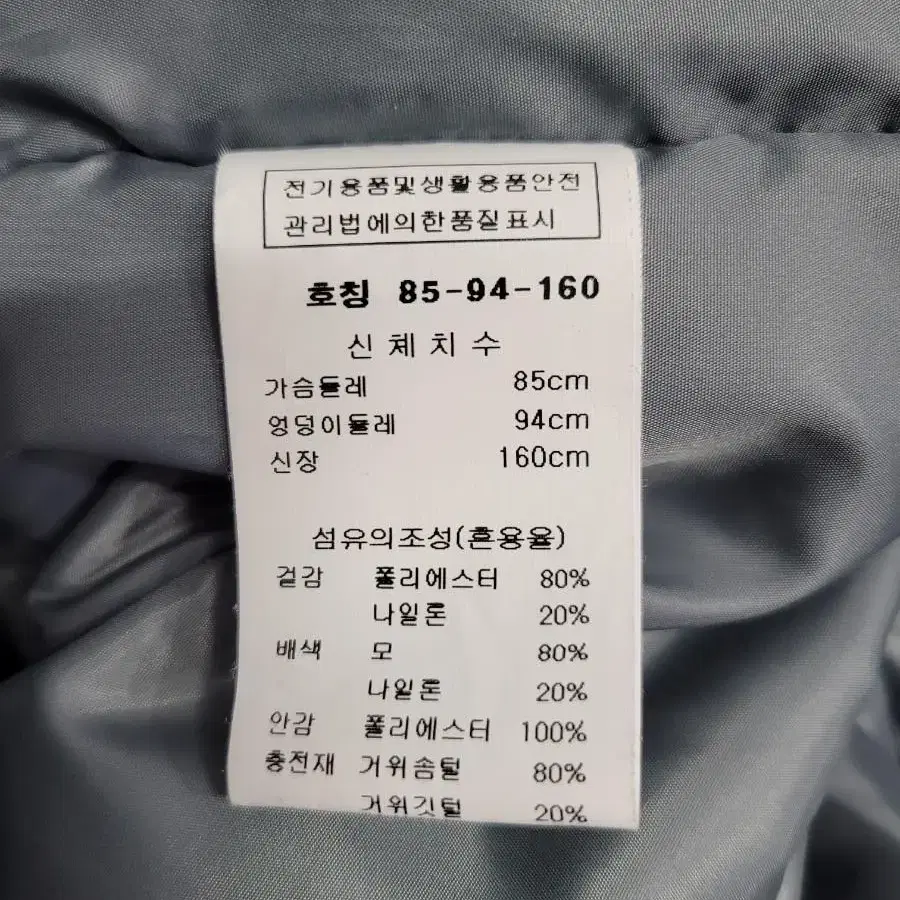 전기용품및생활용품안전
관리법에의한품질표시
호칭 85-94-160
신체치수
가슴둘레 85cm
엉덩이둘레 94cm
신장 160cm
섬유의조성(혼용율)
겉감 폴리에스터 80%
나일론 20%
배색 모 80%
나일론 20%
안감 폴리에스터 100%
충전재 거위솜털 80%
거위깃털 20%